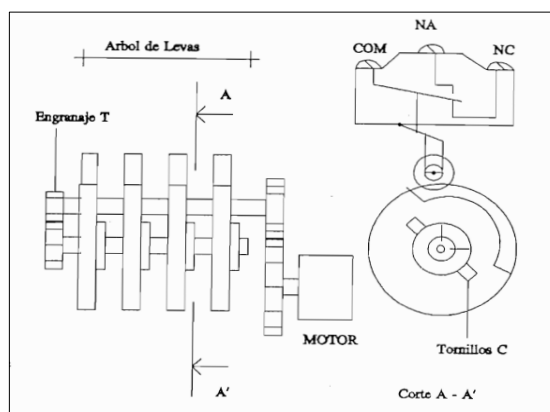 Arbol de Levas
NA
COM
NC
A
Engranaje T
MOTOR
Tornillos C
A'
Corte A - A'